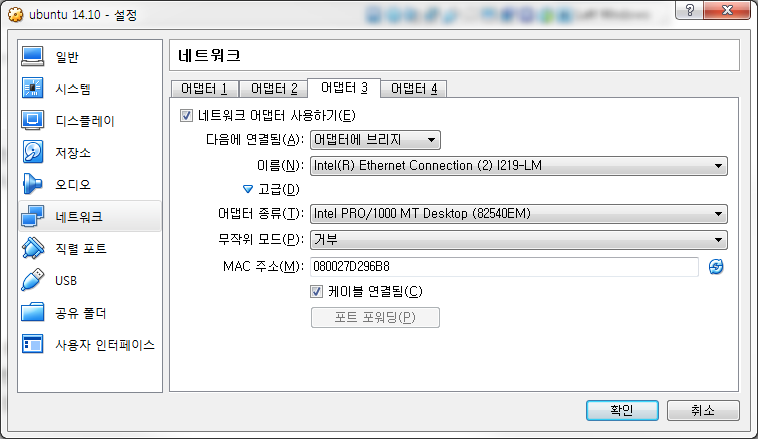 ubuntu 14.10 - 설정
일반
시스템
디스플레이
저장소
오디오
네트워크
직렬 포트
USB
공유 폴더
사용자 인터페이스
네트워크
어댑터 1 어댑터 2 어댑터 3 어댑터 4
네트워크 어댑터 사용하기(E)
다음에 연결됨(A): 어댑터에 브리지
이름(N): Intel(R) Ethernet Connection (2) I219-LM
고급(D)
어댑터 종류(T): Intel PRO/1000 MT Desktop (82540EM)
무작위 모드(P): 거부
MAC 주소(M): 080027D296B8
케이블 연결됨(C)
포트 포워딩(P)
확인 취소